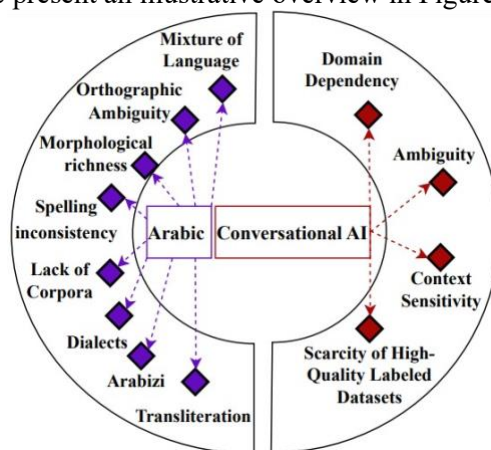 present an illustrative overview in Figure
Mixture of
Language
Orthographic
Ambiguity
Morphological
richness
Spelling
inconsistency
Lack of
Corpora
Dialects
Arabizi
Transliteration
Arabic
Conversational AI
Domain
Dependency
Ambiguity
Context
Sensitivity
Scarcity of High-
Quality Labeled
Datasets